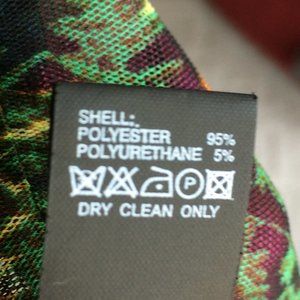 SHELL:
POLYESTER 95%
POLYURETHANE 5%
P
DRY CLEAN ONLY